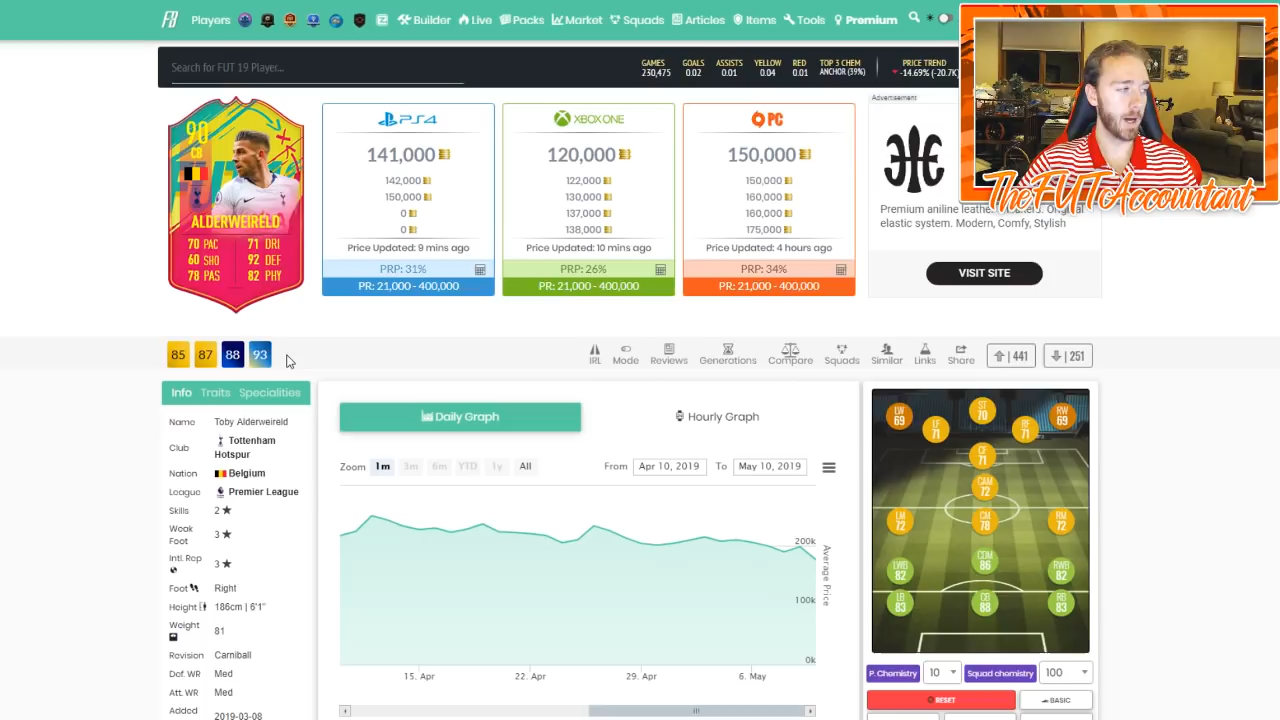 Players
Builder
Live
Packs
Market
Squads
Articles
Items
Tools
Premium
Search for FUT 19 Player...
GAMES
230,475
GOALS
0.02
ASSISTS
0.01
YELLOW
0.04
RED
0.01
TOP 3 CHEM
ANCHOR (39%)
PRICE TREND
-14.69% (-20.7K)
90
CB
ALDERWEIRELD
70 PAC 71 DRI
60 SHO 92 DEF
78 PAS 82 PHY
PS4
141,000
142,000
150,000
0
0
Price Updated: 9 mins ago
PRP: 31%
PR: 21,000 - 400,000
XBOX ONE
120,000
122,000
130,000
137,000
138,000
Price Updated: 10 mins ago
PRP: 26%
PR: 21,000 - 400,000
PC
150,000
150,000
160,000
160,000
175,000
Price Updated: 4 hours ago
PRP: 34%
PR: 21,000 - 400,000
Advertisement
Premium aniline leather
elastic system. Modern, Comfy, Stylish
VISIT SITE
TheFUTAccountant
85 87 88 93
IRL
Mode
Reviews
Generations
Compare
Squads
Similar
Links
Share
441
251
Info Traits Specialities
Name Toby Alderweireld
Club Tottenham Hotspur
Nation Belgium
League Premier League
Skills 2
Weak Foot 3
Intl. Rep 3
Foot Right
Height 186cm | 6'1"
Weight 81
Revision Carniball
Def. WR Med
Att. WR Med
Added 2019-03-08
Daily Graph
Hourly Graph
Zoom 1m 3m 6m YTD 1y All
From Apr 10, 2019 To May 10, 2019
200k
100k
0k
Average Price
15. Apr 22. Apr 29. Apr 6. May
ST
70
LW
69
RW
69
LF
71
RF
71
CF
71
CAM
72
LM
72
CM
78
RM
72
CDM
86
LWB
82
RWB
82
LB
83
CB
88
RB
83
P. Chemistry 10 Squad chemistry 100
RESET
BASIC